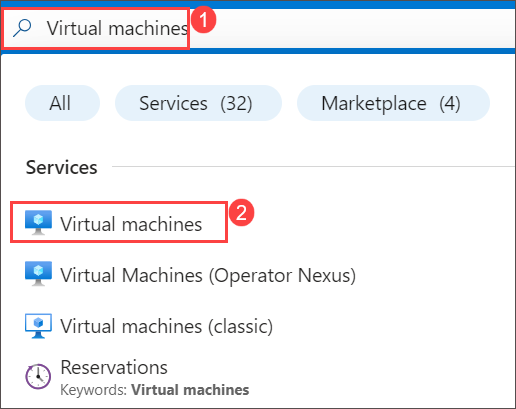 Virtual machines 1
All Services (32) Marketplace (4)
Services
Virtual machines 2
Virtual Machines (Operator Nexus)
Virtual machines (classic)
Reservations
Keywords: Virtual machines